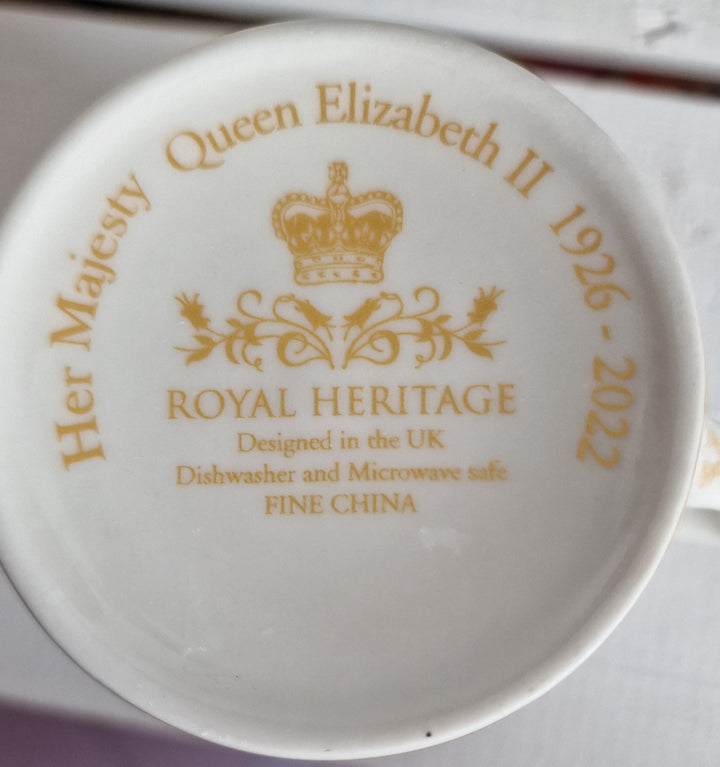 Her Majesty Queen Elizabeth II 1926 - 2022
ROYAL HERITAGE
Designed in the UK
Dishwasher and Microwave safe
FINE CHINA